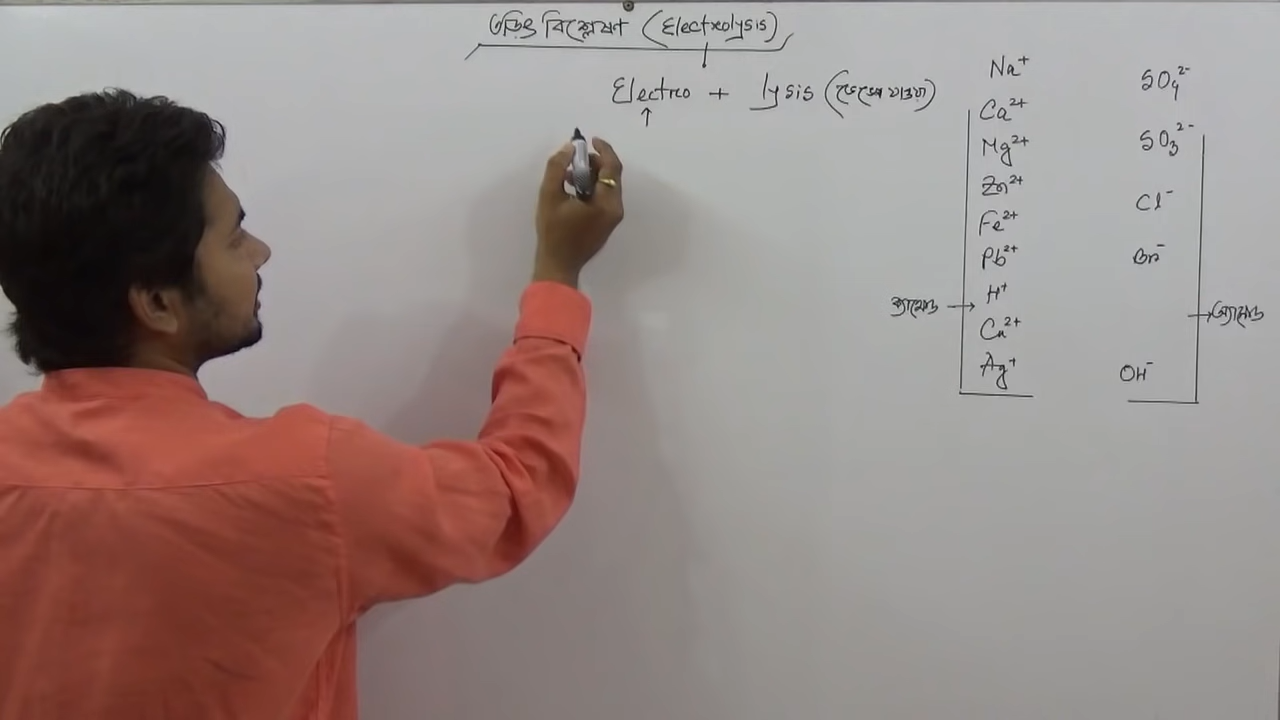 তড়িৎ বিশ্লেষণ (Electrolysis)
Electro + lysis (ভেঙ্গে যাওয়া)
↑
Na⁺
Ca²⁺
Mg²⁺
Zn²⁺
Fe²⁺
Pb²⁺
H⁺
Cu²⁺
Ag⁺
ক্যাথোড →
SO₄²⁻
SO₃²⁻
Cl⁻
Br⁻
OH⁻
→ অ্যানোড